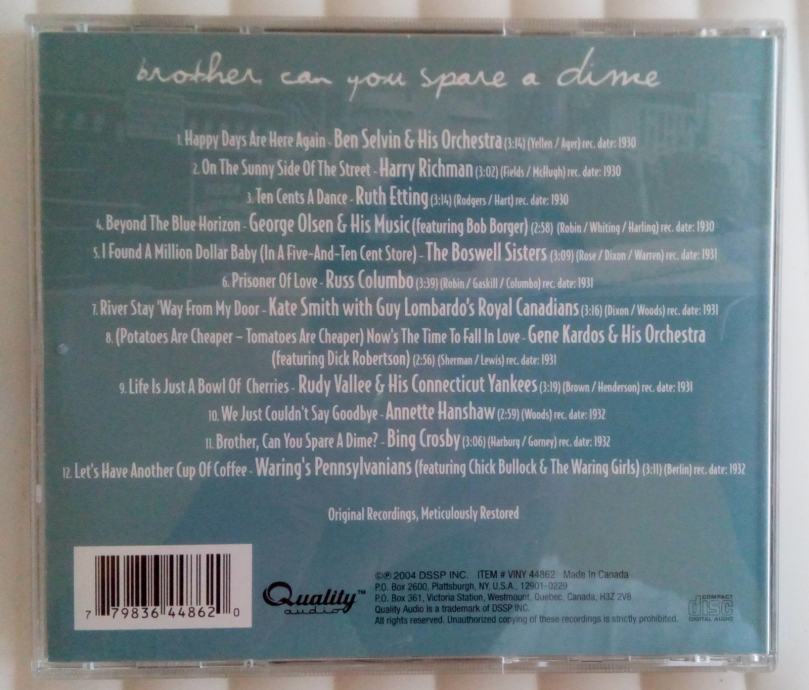 brother can you spare a dime
1. Happy Days Are Here Again - Ben Selvin & His Orchestra (3:14) (Yellen / Ager) rec. date: 1930
2. On The Sunny Side Of The Street - Harry Richman (3:02) (Fields / McHugh) rec. date: 1930
3. Ten Cents A Dance - Ruth Etting (3:14) (Rodgers / Hart) rec. date: 1930
4. Beyond The Blue Horizon - George Olsen & His Music (featuring Bob Borger) (2:58) (Robin / Whiting / Harling) rec. date: 1930
5. I Found A Million Dollar Baby (In A Five-And-Ten Cent Store) - The Boswell Sisters (3:09) (Rose / Dixon / Warren) rec. date: 1931
6. Prisoner Of Love - Russ Columbo (3:39) (Robin / Gaskill / Columbo) rec. date: 1931
7. River Stay 'Way From My Door - Kate Smith with Guy Lombardo's Royal Canadians (3:16) (Dixon / Woods) rec. date: 1931
8. (Potatoes Are Cheaper – Tomatoes Are Cheaper) Now's The Time To Fall In Love - Gene Kardos & His Orchestra
(featuring Dick Robertson) (2:56) (Sherman / Lewis) rec. date: 1931
9. Life Is Just A Bowl Of Cherries - Rudy Vallee & His Connecticut Yankees (3:19) (Brown / Henderson) rec. date: 1931
10. We Just Couldn't Say Goodbye - Annette Hanshaw (2:59) (Woods) rec. date: 1932
11. Brother, Can You Spare A Dime? - Bing Crosby (3:06) (Harburg / Gorney) rec. date: 1932
12. Let's Have Another Cup Of Coffee - Waring's Pennsylvanians (featuring Chick Bullock & The Waring Girls) (3:11) (Berlin) rec. date: 1932
Original Recordings, Meticulously Restored
7 79836 44862 0
Quality™
audio
©℗ 2004 DSSP INC. ITEM # VINY 44862 Made In Canada
P.O. Box 2600, Plattsburgh, NY, U.S.A., 12901-0229
P.O. Box 361, Victoria Station, Westmount, Quebec, Canada, H3Z 2V8
Quality Audio is a trademark of DSSP INC.
All rights reserved. Unauthorized copying of these recordings is strictly prohibited.
COMPACT
disc
DIGITAL AUDIO